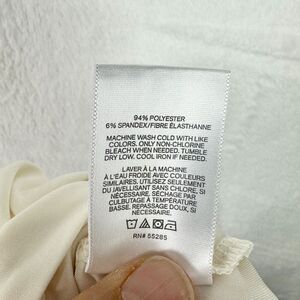 94% POLYESTER
6% SPANDEX/FIBRE ÉLASTHANNE
MACHINE WASH COLD WITH LIKE
COLORS. ONLY NON-CHLORINE
BLEACH WHEN NEEDED. TUMBLE
DRY LOW. COOL IRON IF NEEDED.
LAVER À LA MACHINE
À L'EAU FROIDE AVEC COULEURS
SIMILAIRES. UTILISEZ SEULEMENT
DU JAVELLISANT SANS CHLORE, SI
NÉCESSAIRE. SÉCHAGE PAR
CULBUTAGE À TEMPÉRATURE
BASSE. REPASSAGE DOUX, SI
NÉCESSAIRE.
RN# 55285